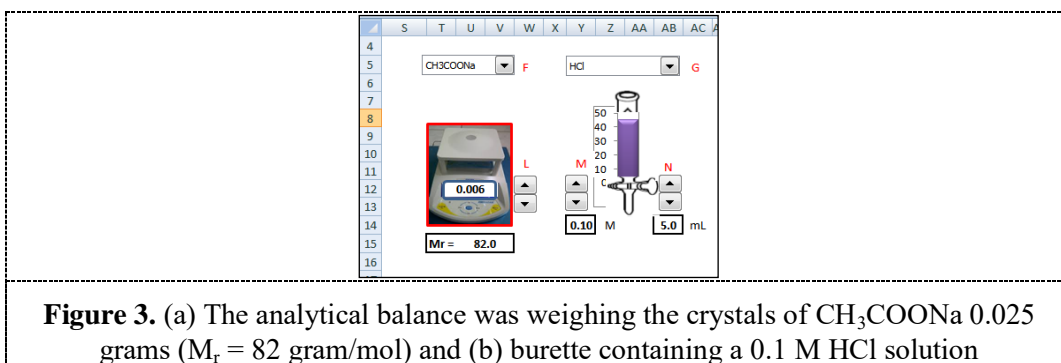 S T U V W X Y Z AA AB AC
4
5 CH3COONa F HCl G
6
7
8 50
9 40
10 30
11 L 20 M 10 N
12 0.006 0
13
14 0.10 M 5.0 mL
15 Mr = 82.0
16
Figure 3. (a) The analytical balance was weighing the crystals of CH₃COONa 0.025
grams (Mᵣ = 82 gram/mol) and (b) burette containing a 0.1 M HCl solution